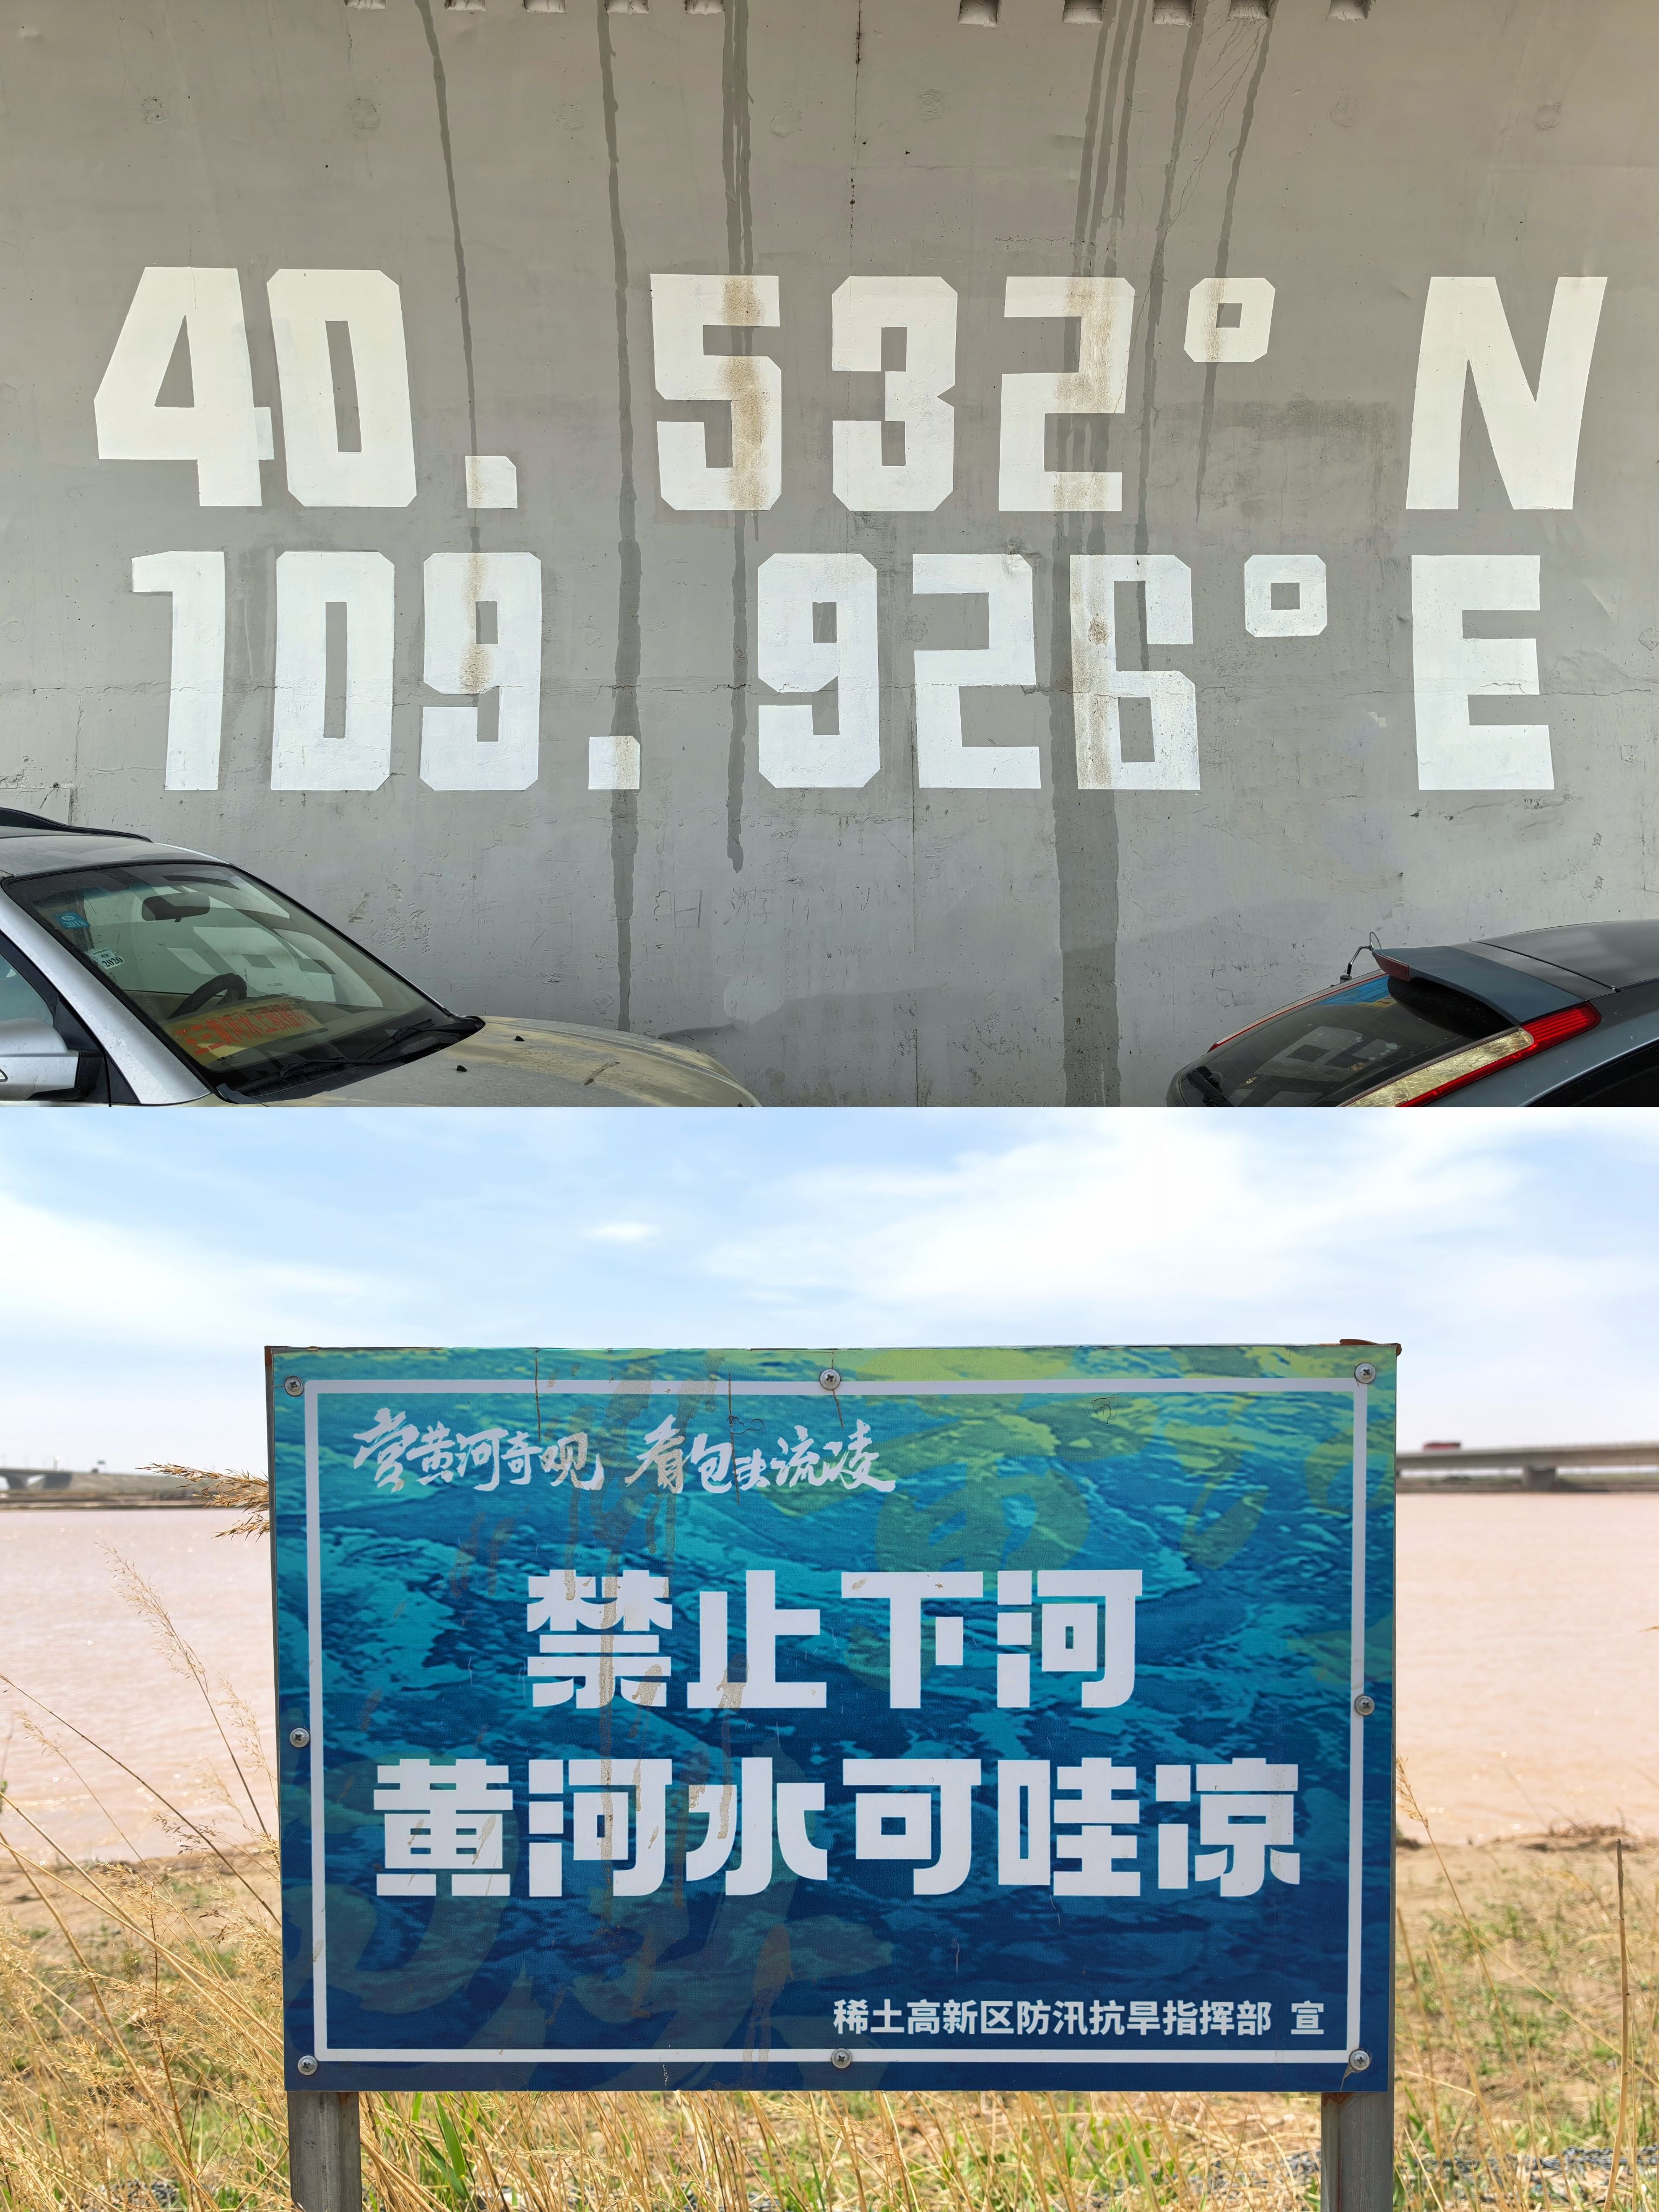 40.532° N
109.926° E
2020
赏黄河奇观 看包头流凌
禁止下河
黄河水可哇凉
稀土高新区防汛抗旱指挥部 宣